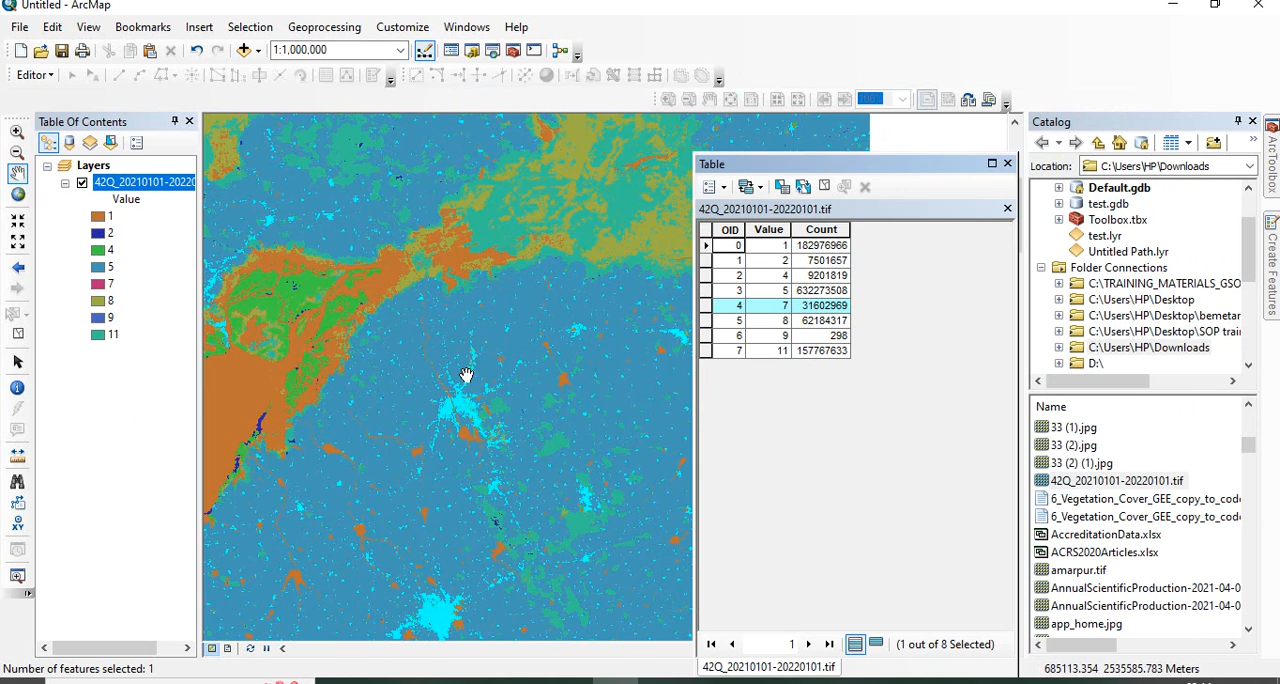 Untitled - ArcMap
File Edit View Bookmarks Insert Selection Geoprocessing Customize Windows Help
1:1,000,000
Editor
Table Of Contents
Layers
42Q_20210101-20220
Value
1
2
4
5
7
8
9
11
Table
42Q_20210101-20220101.tif
OID Value Count
0 1 182976966
1 2 7501657
2 4 9201819
3 5 632273508
4 7 31602969
5 8 62184317
6 9 298
7 11 157767633
1
(1 out of 8 Selected)
42Q_20210101-20220101.tif
Catalog
Location: C:\Users\HP\Downloads
Default.gdb
test.gdb
Toolbox.tbx
test.lyr
Untitled Path.lyr
Folder Connections
C:\TRAINING_MATERIALS_GSO
C:\Users\HP\Desktop
C:\Users\HP\Desktop\bemetar
C:\Users\HP\Desktop\SOP trai
C:\Users\HP\Downloads
D:\
Name
33 (1).jpg
33 (2).jpg
33 (2) (1).jpg
42Q_20210101-20220101.tif
6_Vegetation_Cover_GEE_copy_to_code
6_Vegetation_Cover_GEE_copy_to_code
AccreditationData.xlsx
ACRS2020Articles.xlsx
amarpur.tif
AnnualScientificProduction-2021-04-0
AnnualScientificProduction-2021-04-0
app_home.jpg
ArcToolbox
Create Features
Number of features selected: 1
685113.354 2535585.783 Meters